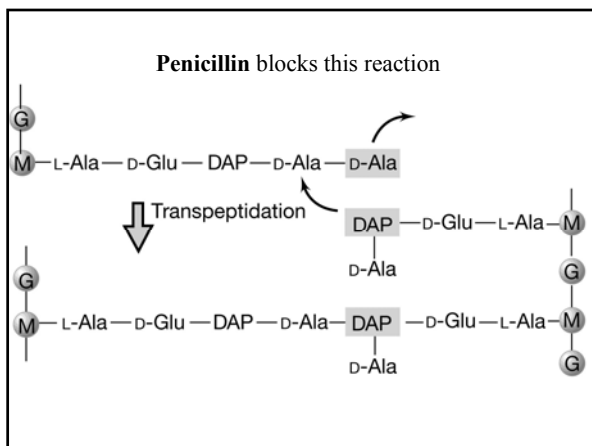 Penicillin blocks this reaction
G
M L-Ala D-Glu DAP D-Ala D-Ala
Transpeptidation
DAP D-Glu L-Ala M
D-Ala
G G
M L-Ala D-Glu DAP D-Ala DAP D-Glu L-Ala M
D-Ala G